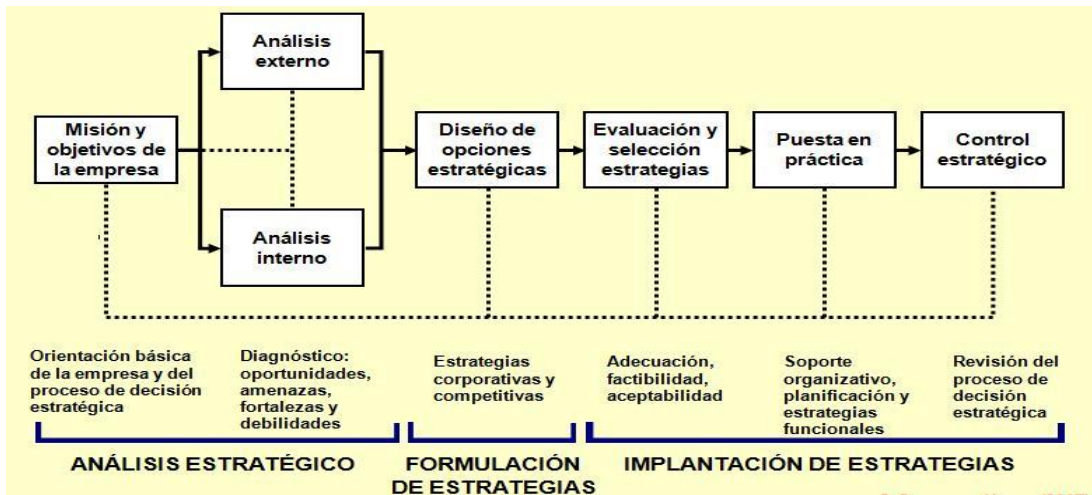 Análisis
externo
Misión y
objetivos de
la empresa
Análisis
interno
Diseño de
opciones
estratégicas
Evaluación y
selección
estrategias
Puesta en
práctica
Control
estratégico
Orientación básica
de la empresa y del
proceso de decisión
estratégica
Diagnóstico:
oportunidades,
amenazas,
fortalezas y
debilidades
Estrategias
corporativas y
competitivas
Adecuación,
factibilidad,
aceptabilidad
Soporte
organizativo,
planificación y
estrategias
funcionales
Revisión del
proceso de
decisión
estratégica
ANÁLISIS ESTRATÉGICO
FORMULACIÓN
DE ESTRATEGIAS
IMPLANTACIÓN DE ESTRATEGIAS